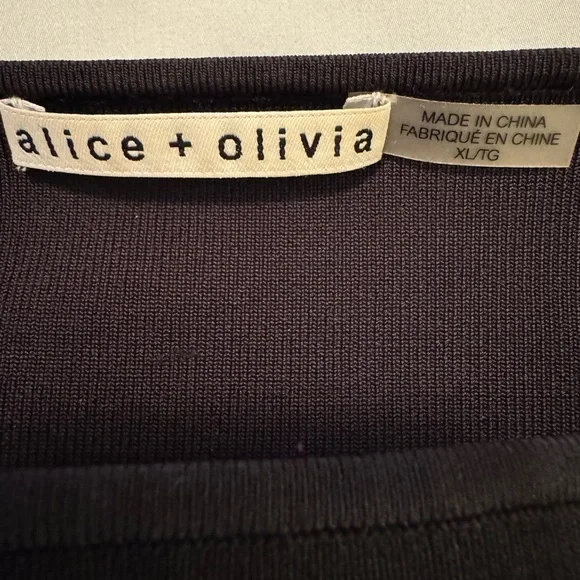 alice + olivia
MADE IN CHINA
FABRIQUÉ EN CHINE
XL/TG